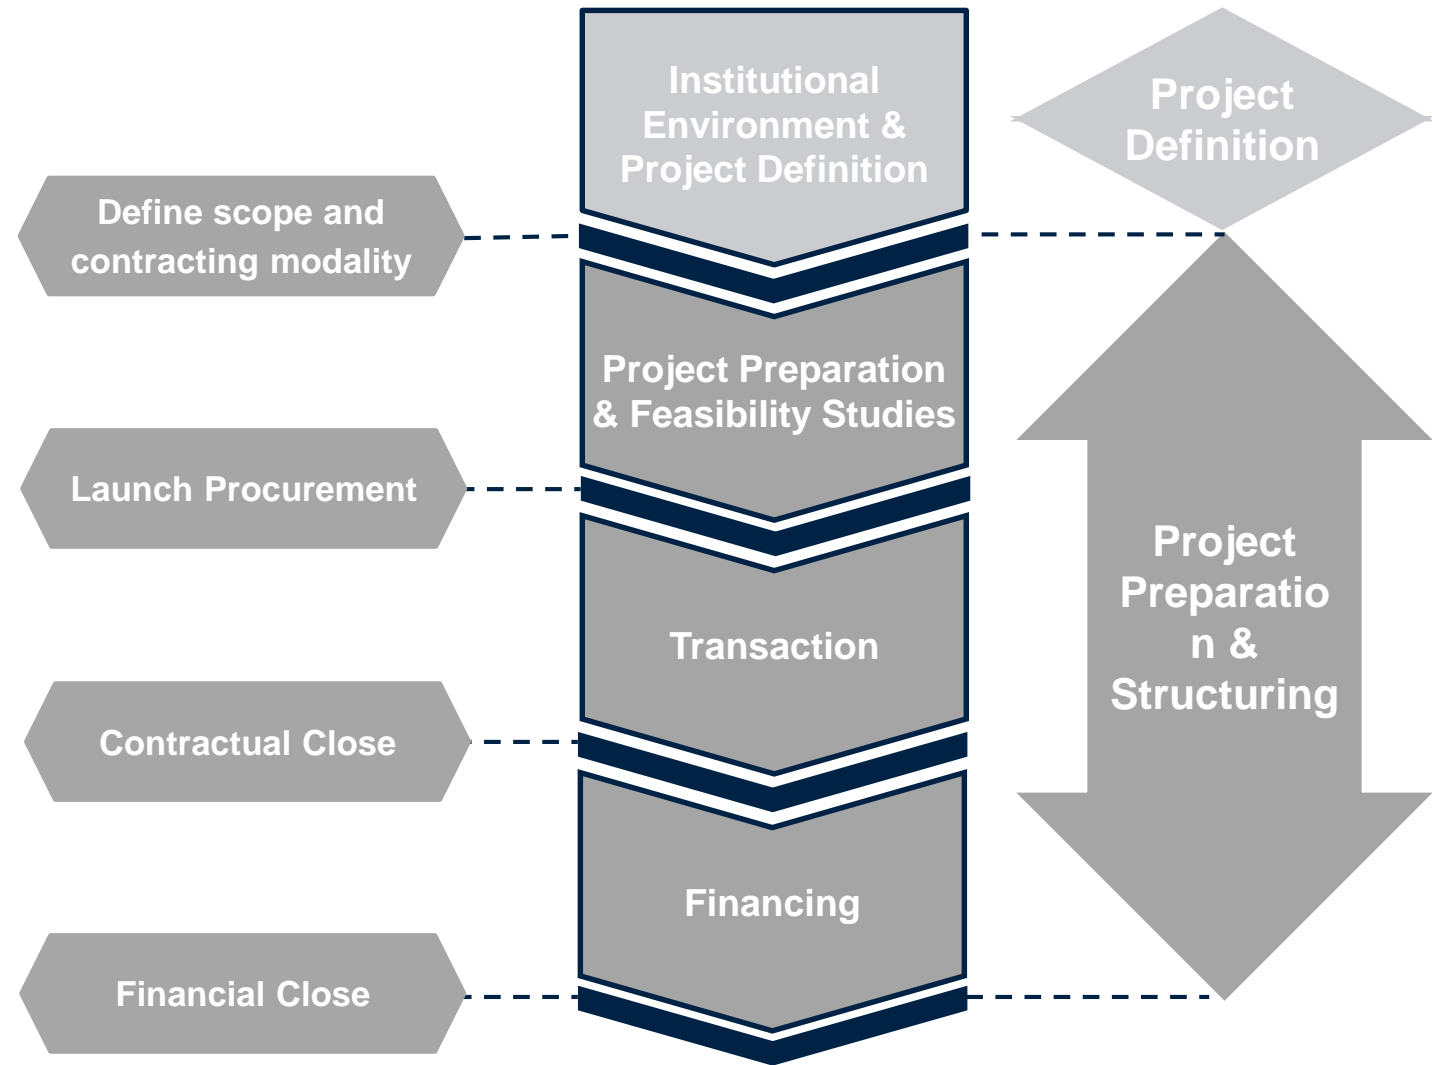 Institutional
Environment &
Project Definition
Project
Definition
Define scope and
contracting modality
Project Preparation
& Feasibility Studies
Launch Procurement
Project
Preparatio
n &
Structuring
Transaction
Contractual Close
Financing
Financial Close